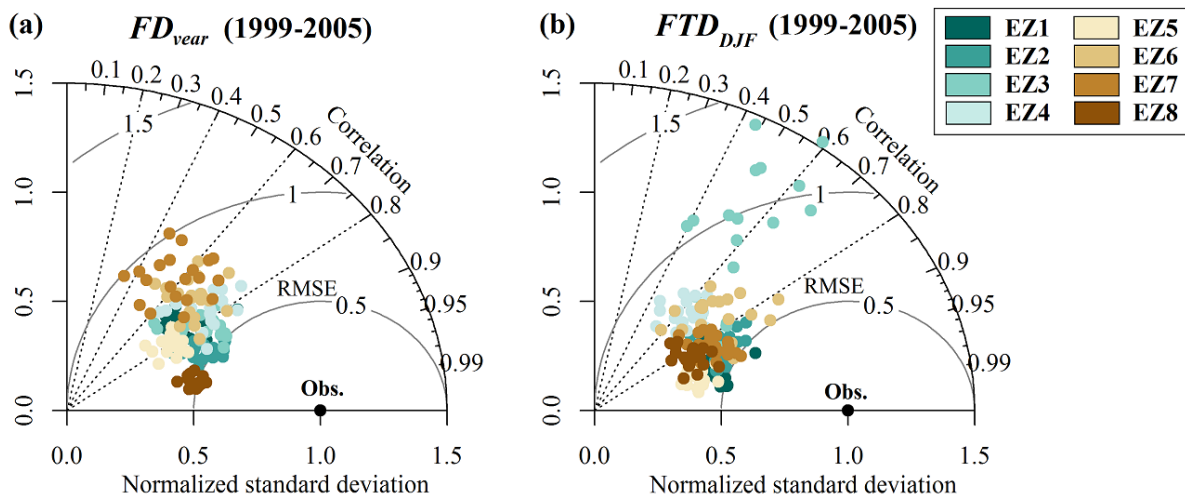 (a) FD_year (1999-2005)
1.5
1.0
0.5
0.0
0.1
0.2
0.3
0.4
0.5
0.6
0.7
0.8
0.9
0.95
0.99
Correlation
1.5
1
RMSE
0.5
Obs.
0.0 0.5 1.0 1.5
Normalized standard deviation
(b) FTD_DJF (1999-2005)
1.5
1.0
0.5
0.0
0.1
0.2
0.3
0.4
0.5
0.6
0.7
0.8
0.9
0.95
0.99
Correlation
1.5
1
RMSE
0.5
Obs.
0.0 0.5 1.0 1.5
Normalized standard deviation
EZ1 EZ5
EZ2 EZ6
EZ3 EZ7
EZ4 EZ8